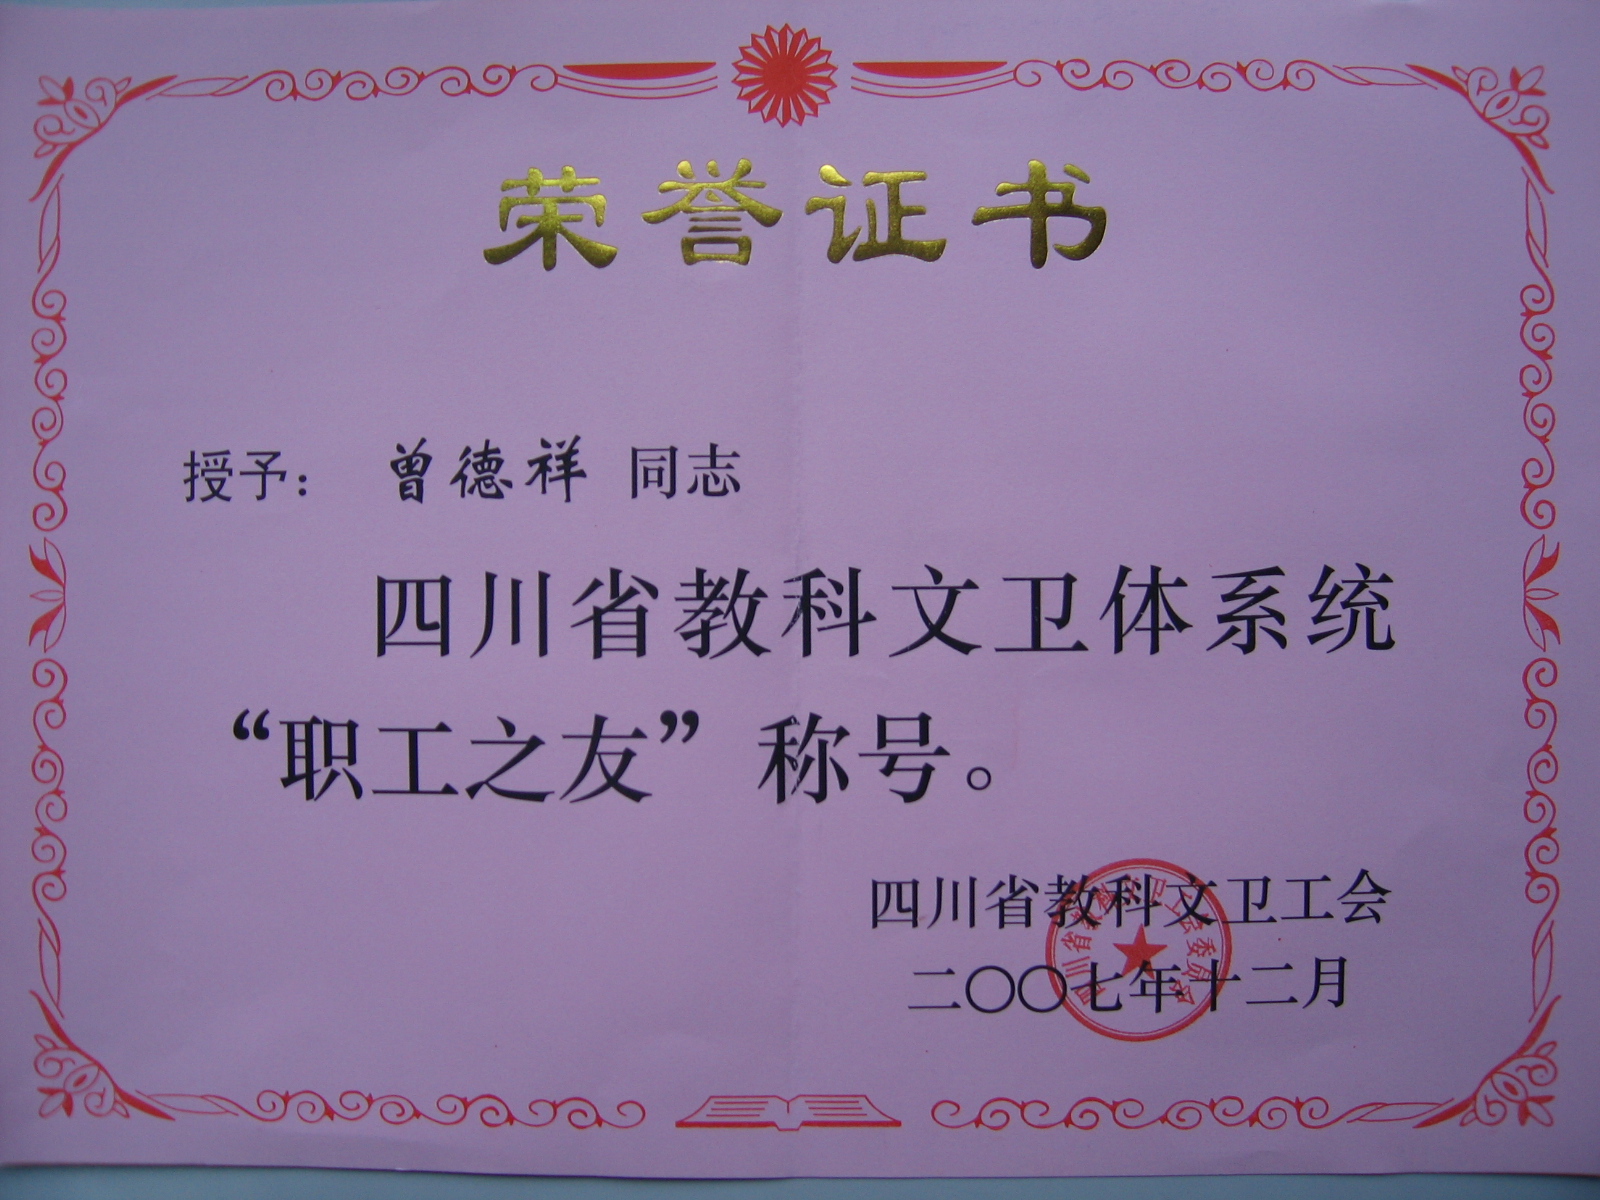 荣誉证书
授予： 曾德祥 同志
四川省教科文卫体系统
“职工之友”称号。
四川省教科文卫工会
二〇〇七年十二月